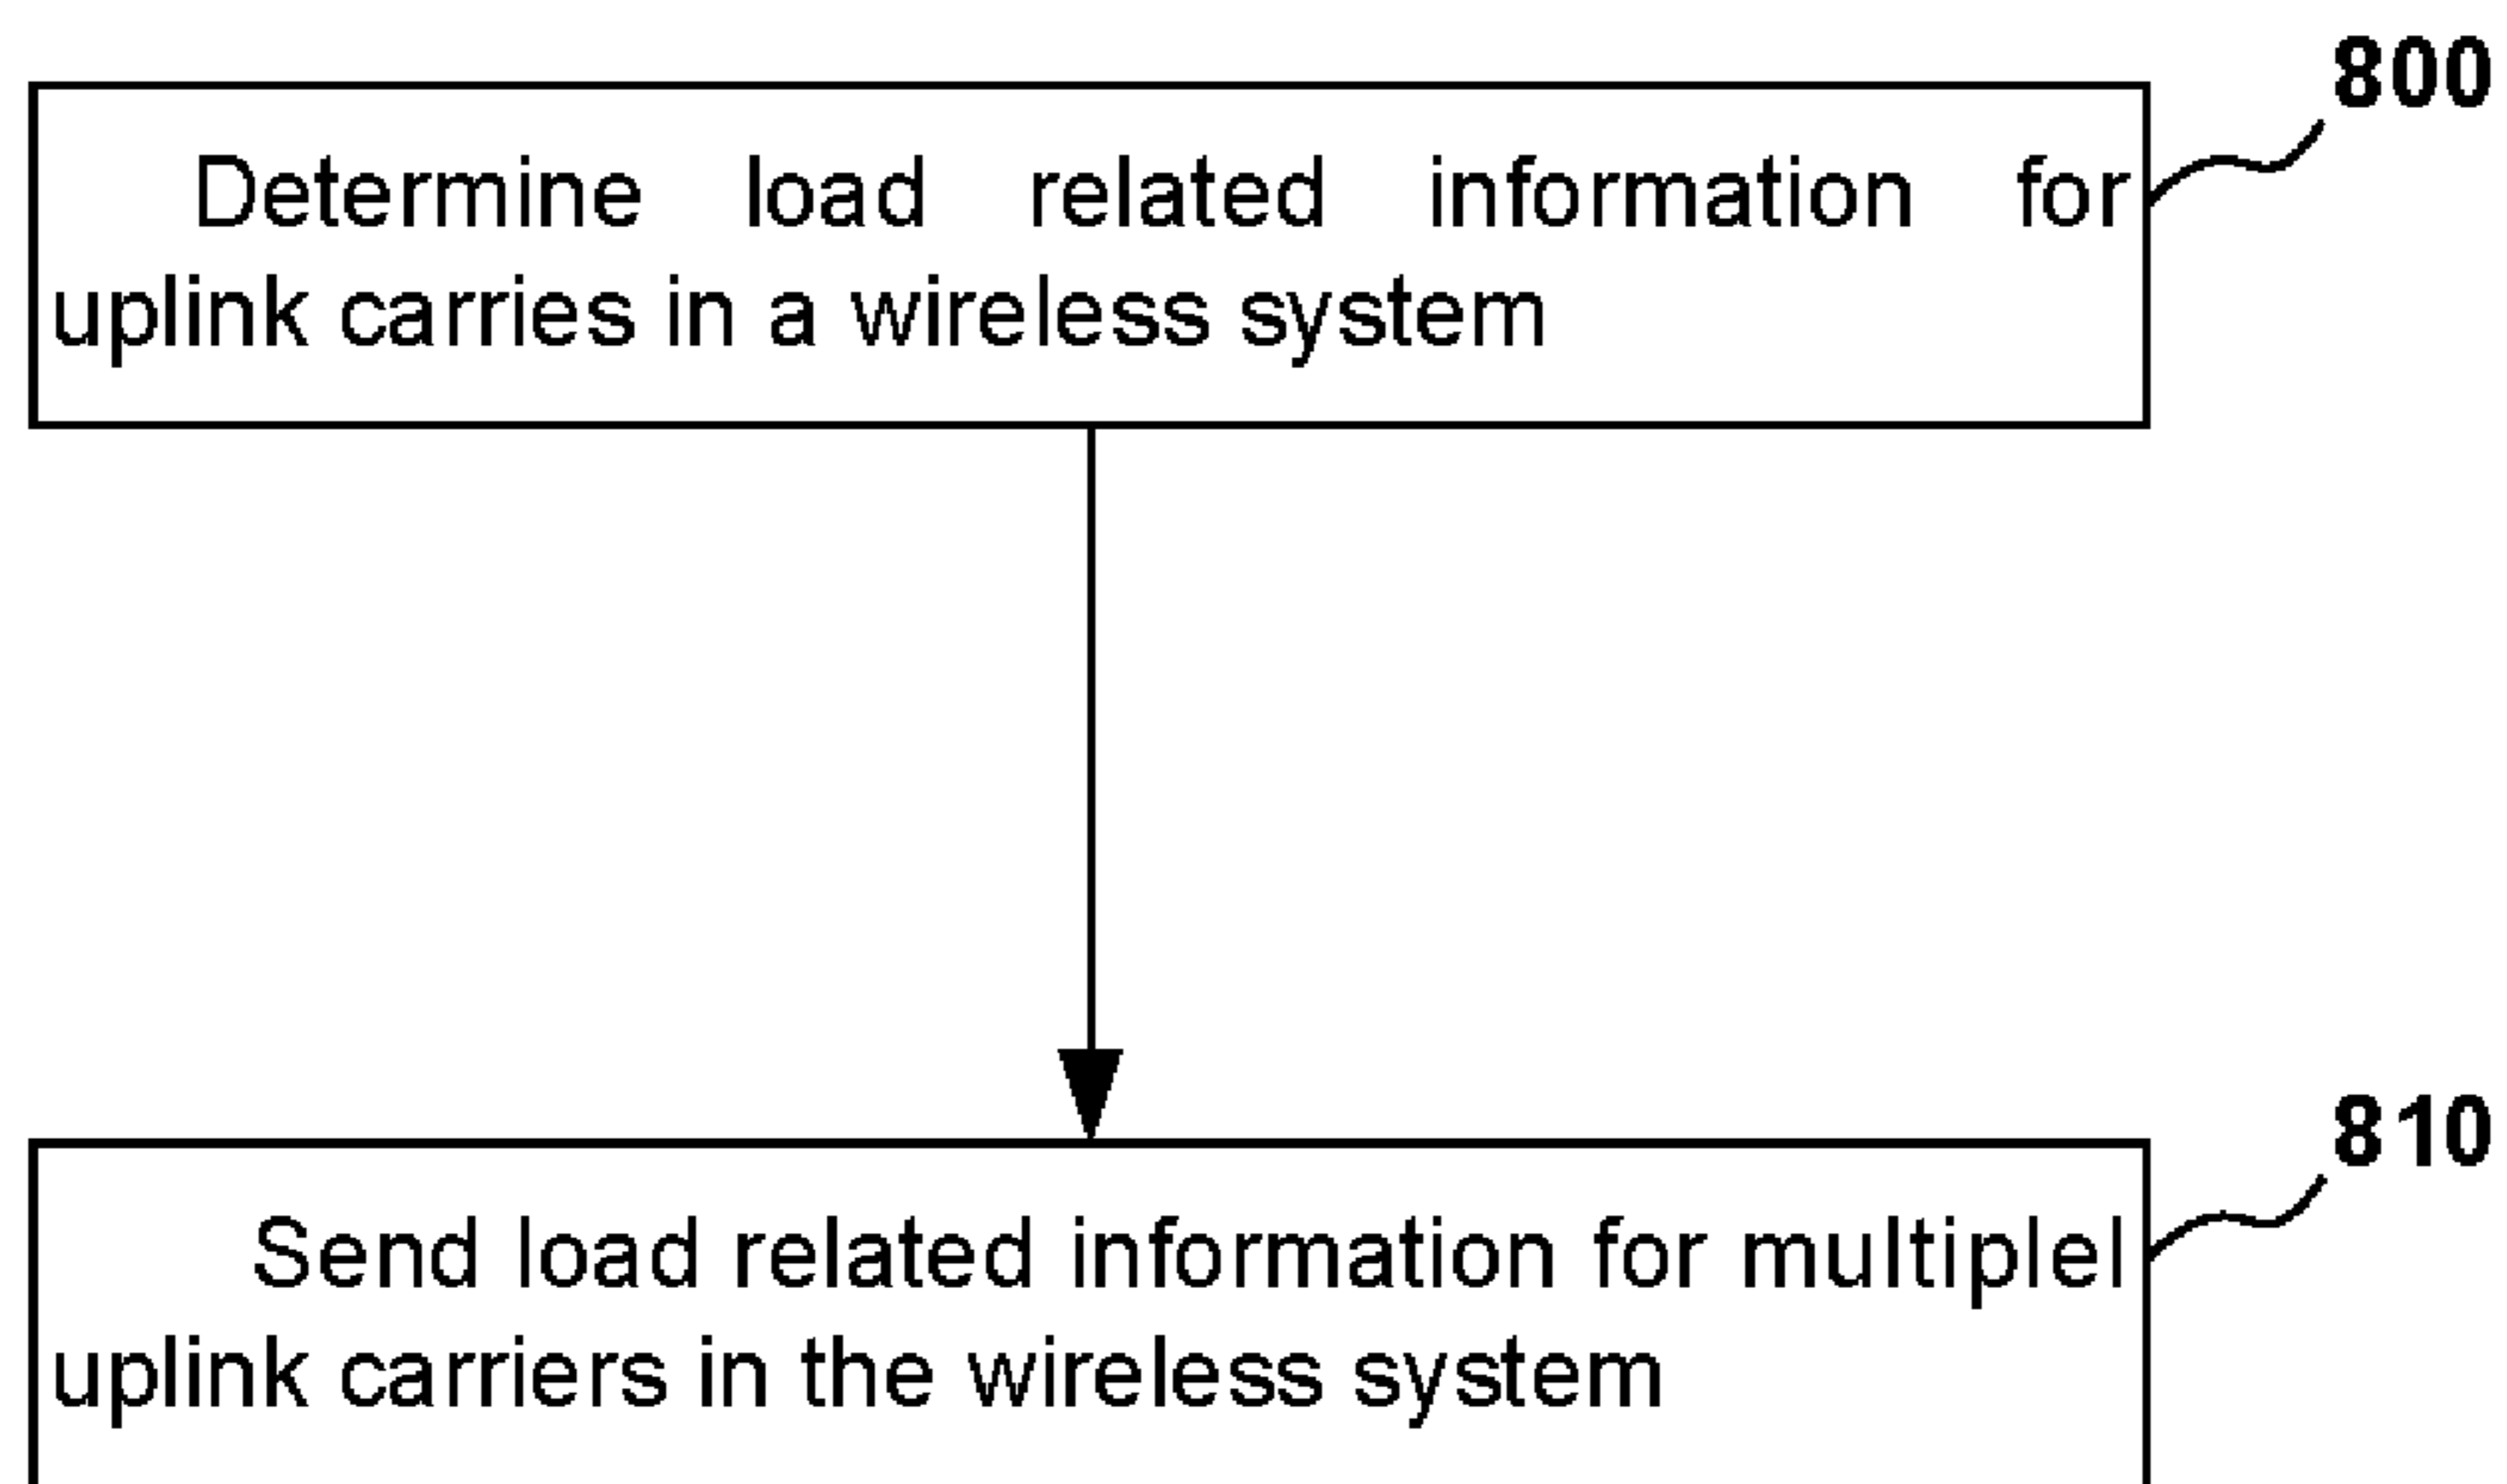 800
Determine load related information for
uplink carries in a wireless system
810
Send load related information for multiplel
uplink carriers in the wireless system